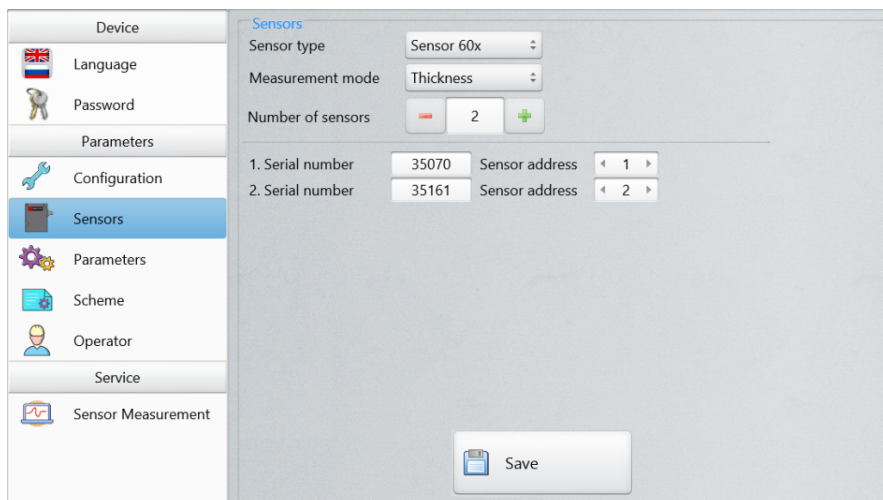 Device
Language
Password
Parameters
Configuration
Sensors
Parameters
Scheme
Operator
Service
Sensor Measurement
Sensors
Sensor type Sensor 60x
Measurement mode Thickness
Number of sensors 2
1. Serial number 35070 Sensor address 1
2. Serial number 35161 Sensor address 2
Save